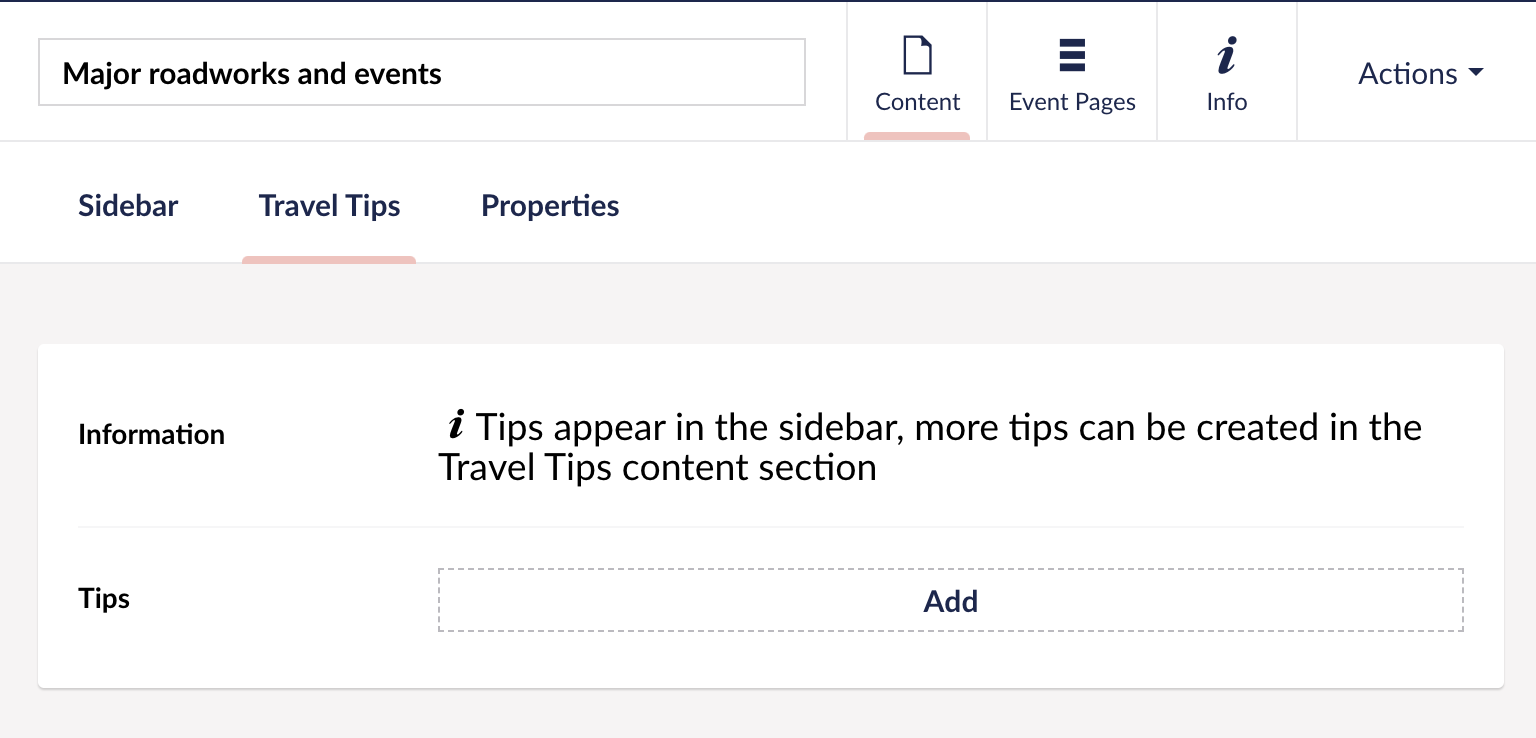 Major roadworks and events
Content
Event Pages
Info
Actions
Sidebar
Travel Tips
Properties
Information
i Tips appear in the sidebar, more tips can be created in the
Travel Tips content section
Tips
Add